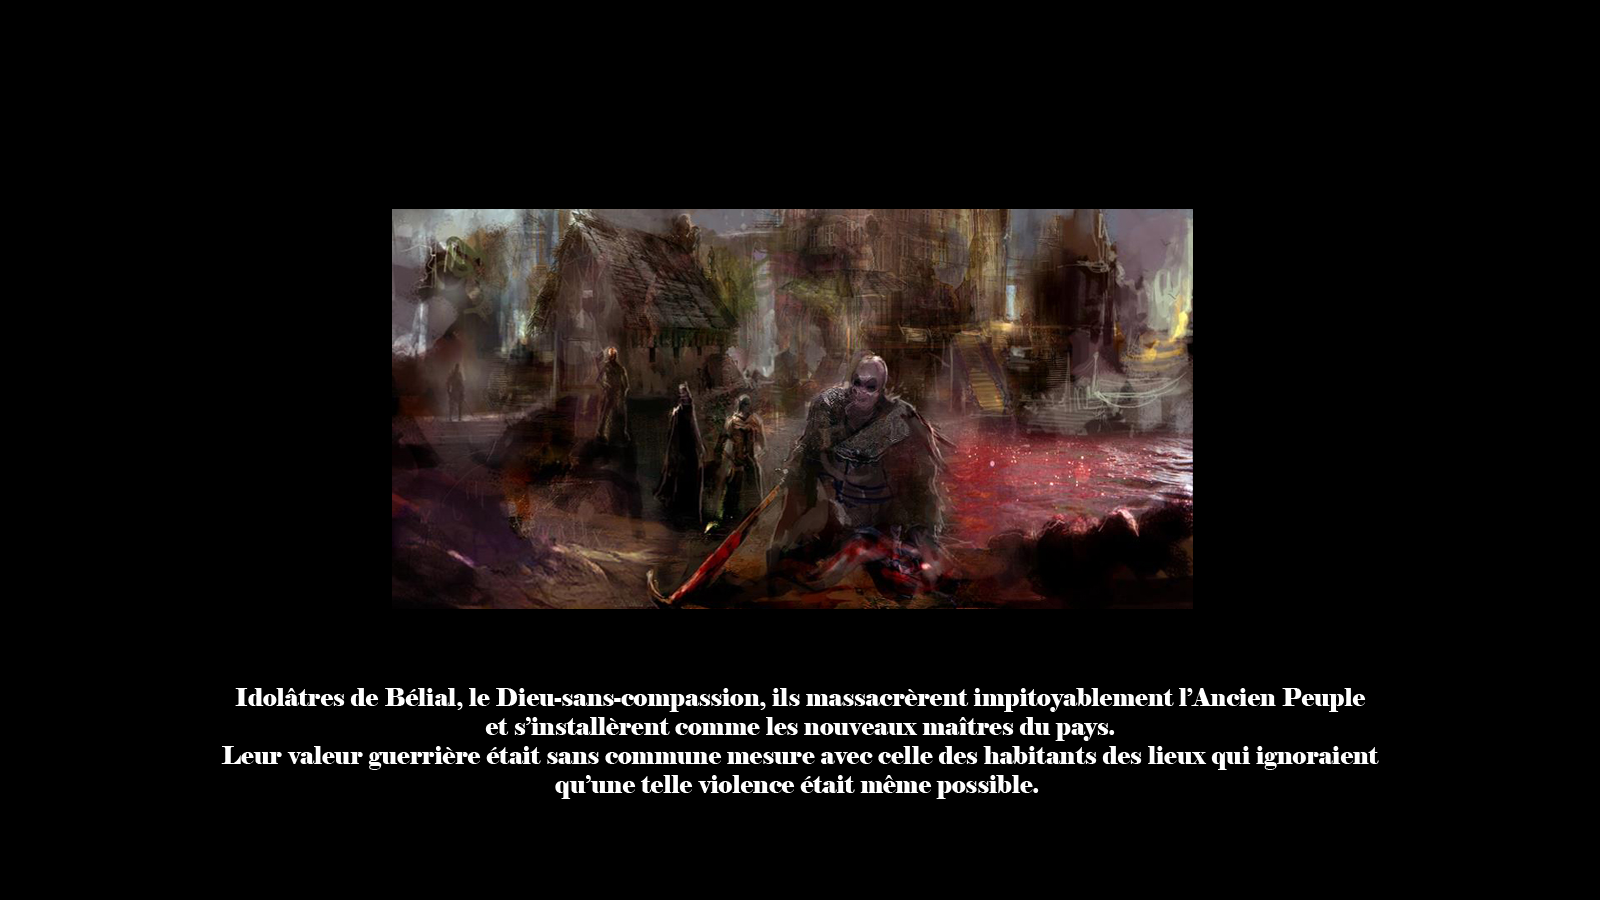 Idolâtres de Bélial, le Dieu-sans-compassion, ils massacrèrent impitoyablement l’Ancien Peuple
et s’installèrent comme les nouveaux maîtres du pays.
Leur valeur guerrière était sans commune mesure avec celle des habitants des lieux qui ignoraient
qu’une telle violence était même possible.